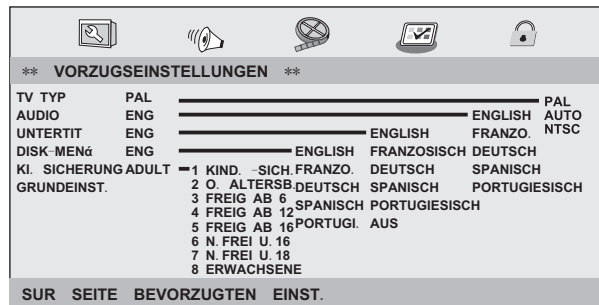 ** VORZUGSEINSTELLUNGEN **
TV TYP PAL PAL
AUDIO ENG ENGLISH AUTO
UNTERTIT ENG ENGLISH FRANZO. NTSC
DISK-MENá ENG ENGLISH FRANZOSISCH DEUTSCH
KI. SICHERUNG ADULT 1 KIND. -SICH. FRANZO. DEUTSCH SPANISCH
GRUNDEINST. 2 O. ALTERSB. DEUTSCH SPANISCH PORTUGIESISCH
3 FREIG AB 6 SPANISCH PORTUGIESISCH
4 FREIG AB 12
5 FREIG AB 16 PORTUGI. AUS
6 N. FREI U. 16
7 N. FREI U. 18
8 ERWACHSENE
SUR SEITE BEVORZUGTEN EINST.